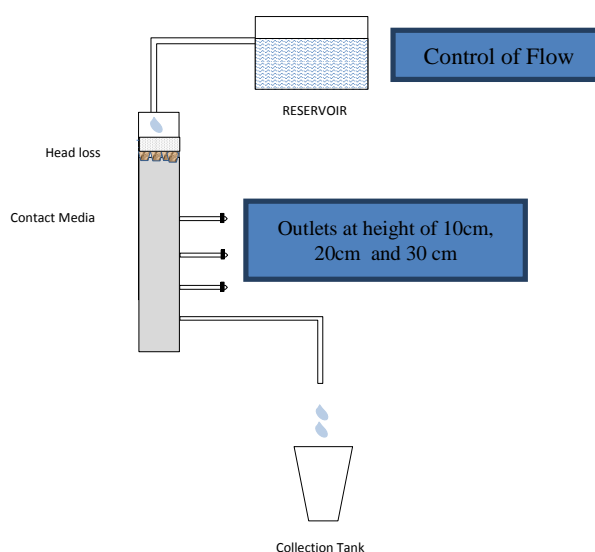 Control of Flow
RESERVOIR
Head loss
Contact Media
Outlets at height of 10cm,
20cm and 30 cm
Collection Tank